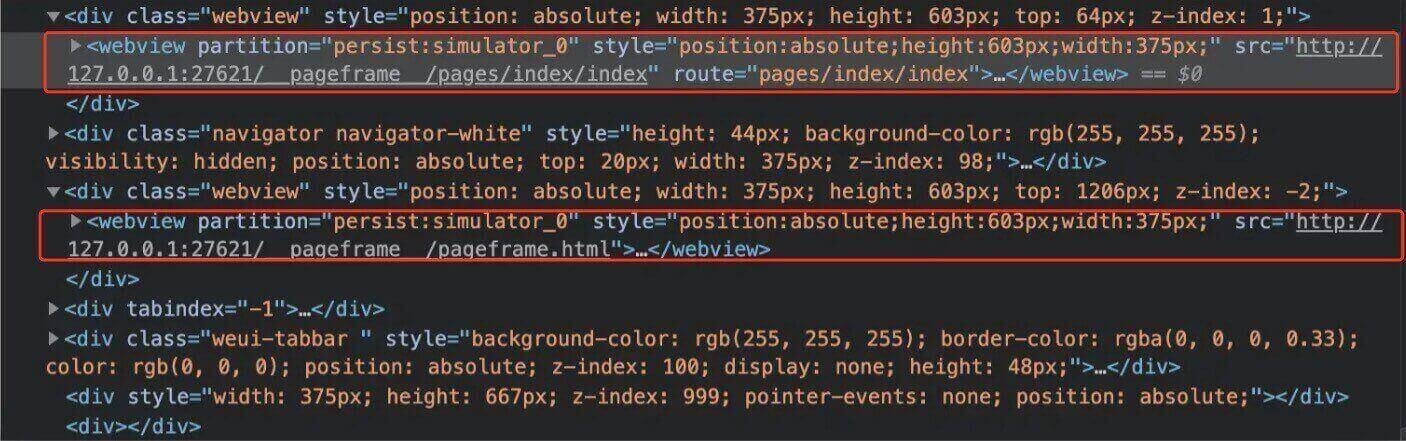 ▼<div class="webview" style="position: absolute; width: 375px; height: 603px; top: 64px; z-index: 1;">
▶<webview partition="persist:simulator_0" style="position:absolute;height:603px;width:375px;" src="http://
127.0.0.1:27621/__pageframe__/pages/index/index" route="pages/index/index">…</webview> == $0
</div>
▶<div class="navigator navigator-white" style="height: 44px; background-color: rgb(255, 255, 255);
visibility: hidden; position: absolute; top: 20px; width: 375px; z-index: 98;">…</div>
▼<div class="webview" style="position: absolute; width: 375px; height: 603px; top: 1206px; z-index: -2;">
▶<webview partition="persist:simulator_0" style="position:absolute;height:603px;width:375px;" src="http://
127.0.0.1:27621/__pageframe__/pageframe.html">…</webview>
</div>
▶<div tabindex="-1">…</div>
▶<div class="weui-tabbar " style="background-color: rgb(255, 255, 255); border-color: rgba(0, 0, 0, 0.33);
color: rgb(0, 0, 0); position: absolute; z-index: 100; display: none; height: 48px;">…</div>
<div style="width: 375px; height: 667px; z-index: 999; pointer-events: none; position: absolute;"></div>
<div></div>